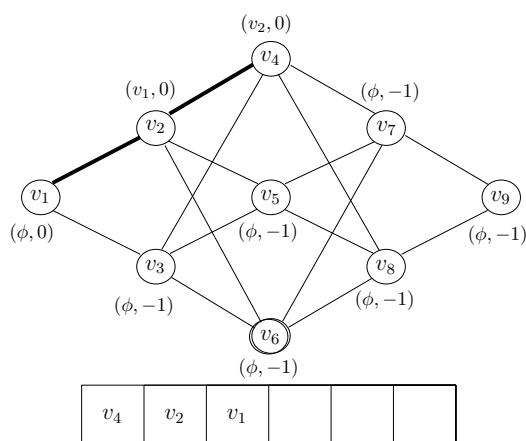 (v₂, 0)
v₄
(v₁, 0)
(ϕ, −1)
v₂
v₇
v₁
v₅
v₉
(ϕ, 0)
(ϕ, −1)
(ϕ, −1)
v₃
v₈
(ϕ, −1)
(ϕ, −1)
v₆
(ϕ, −1)
v₄ v₂ v₁